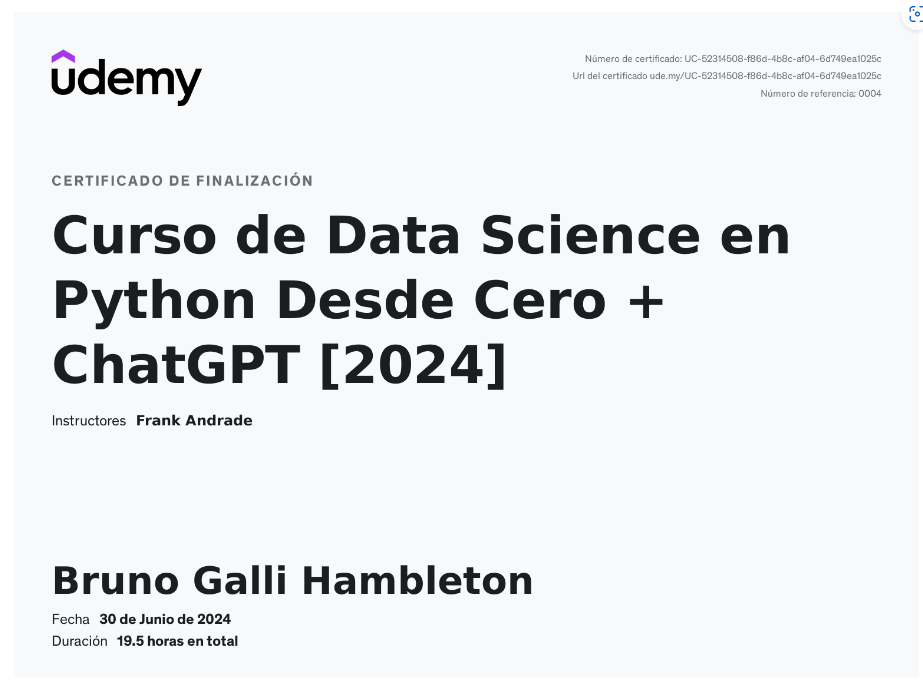 udemy
Número de certificado: UC-52314508-f86d-4b8c-af04-6d749ea1025c
Url del certificado ude.my/UC-52314508-f86d-4b8c-af04-6d749ea1025c
Número de referencia: 0004
CERTIFICADO DE FINALIZACIÓN
Curso de Data Science en
Python Desde Cero +
ChatGPT [2024]
Instructores Frank Andrade
Bruno Galli Hambleton
Fecha 30 de Junio de 2024
Duración 19.5 horas en total